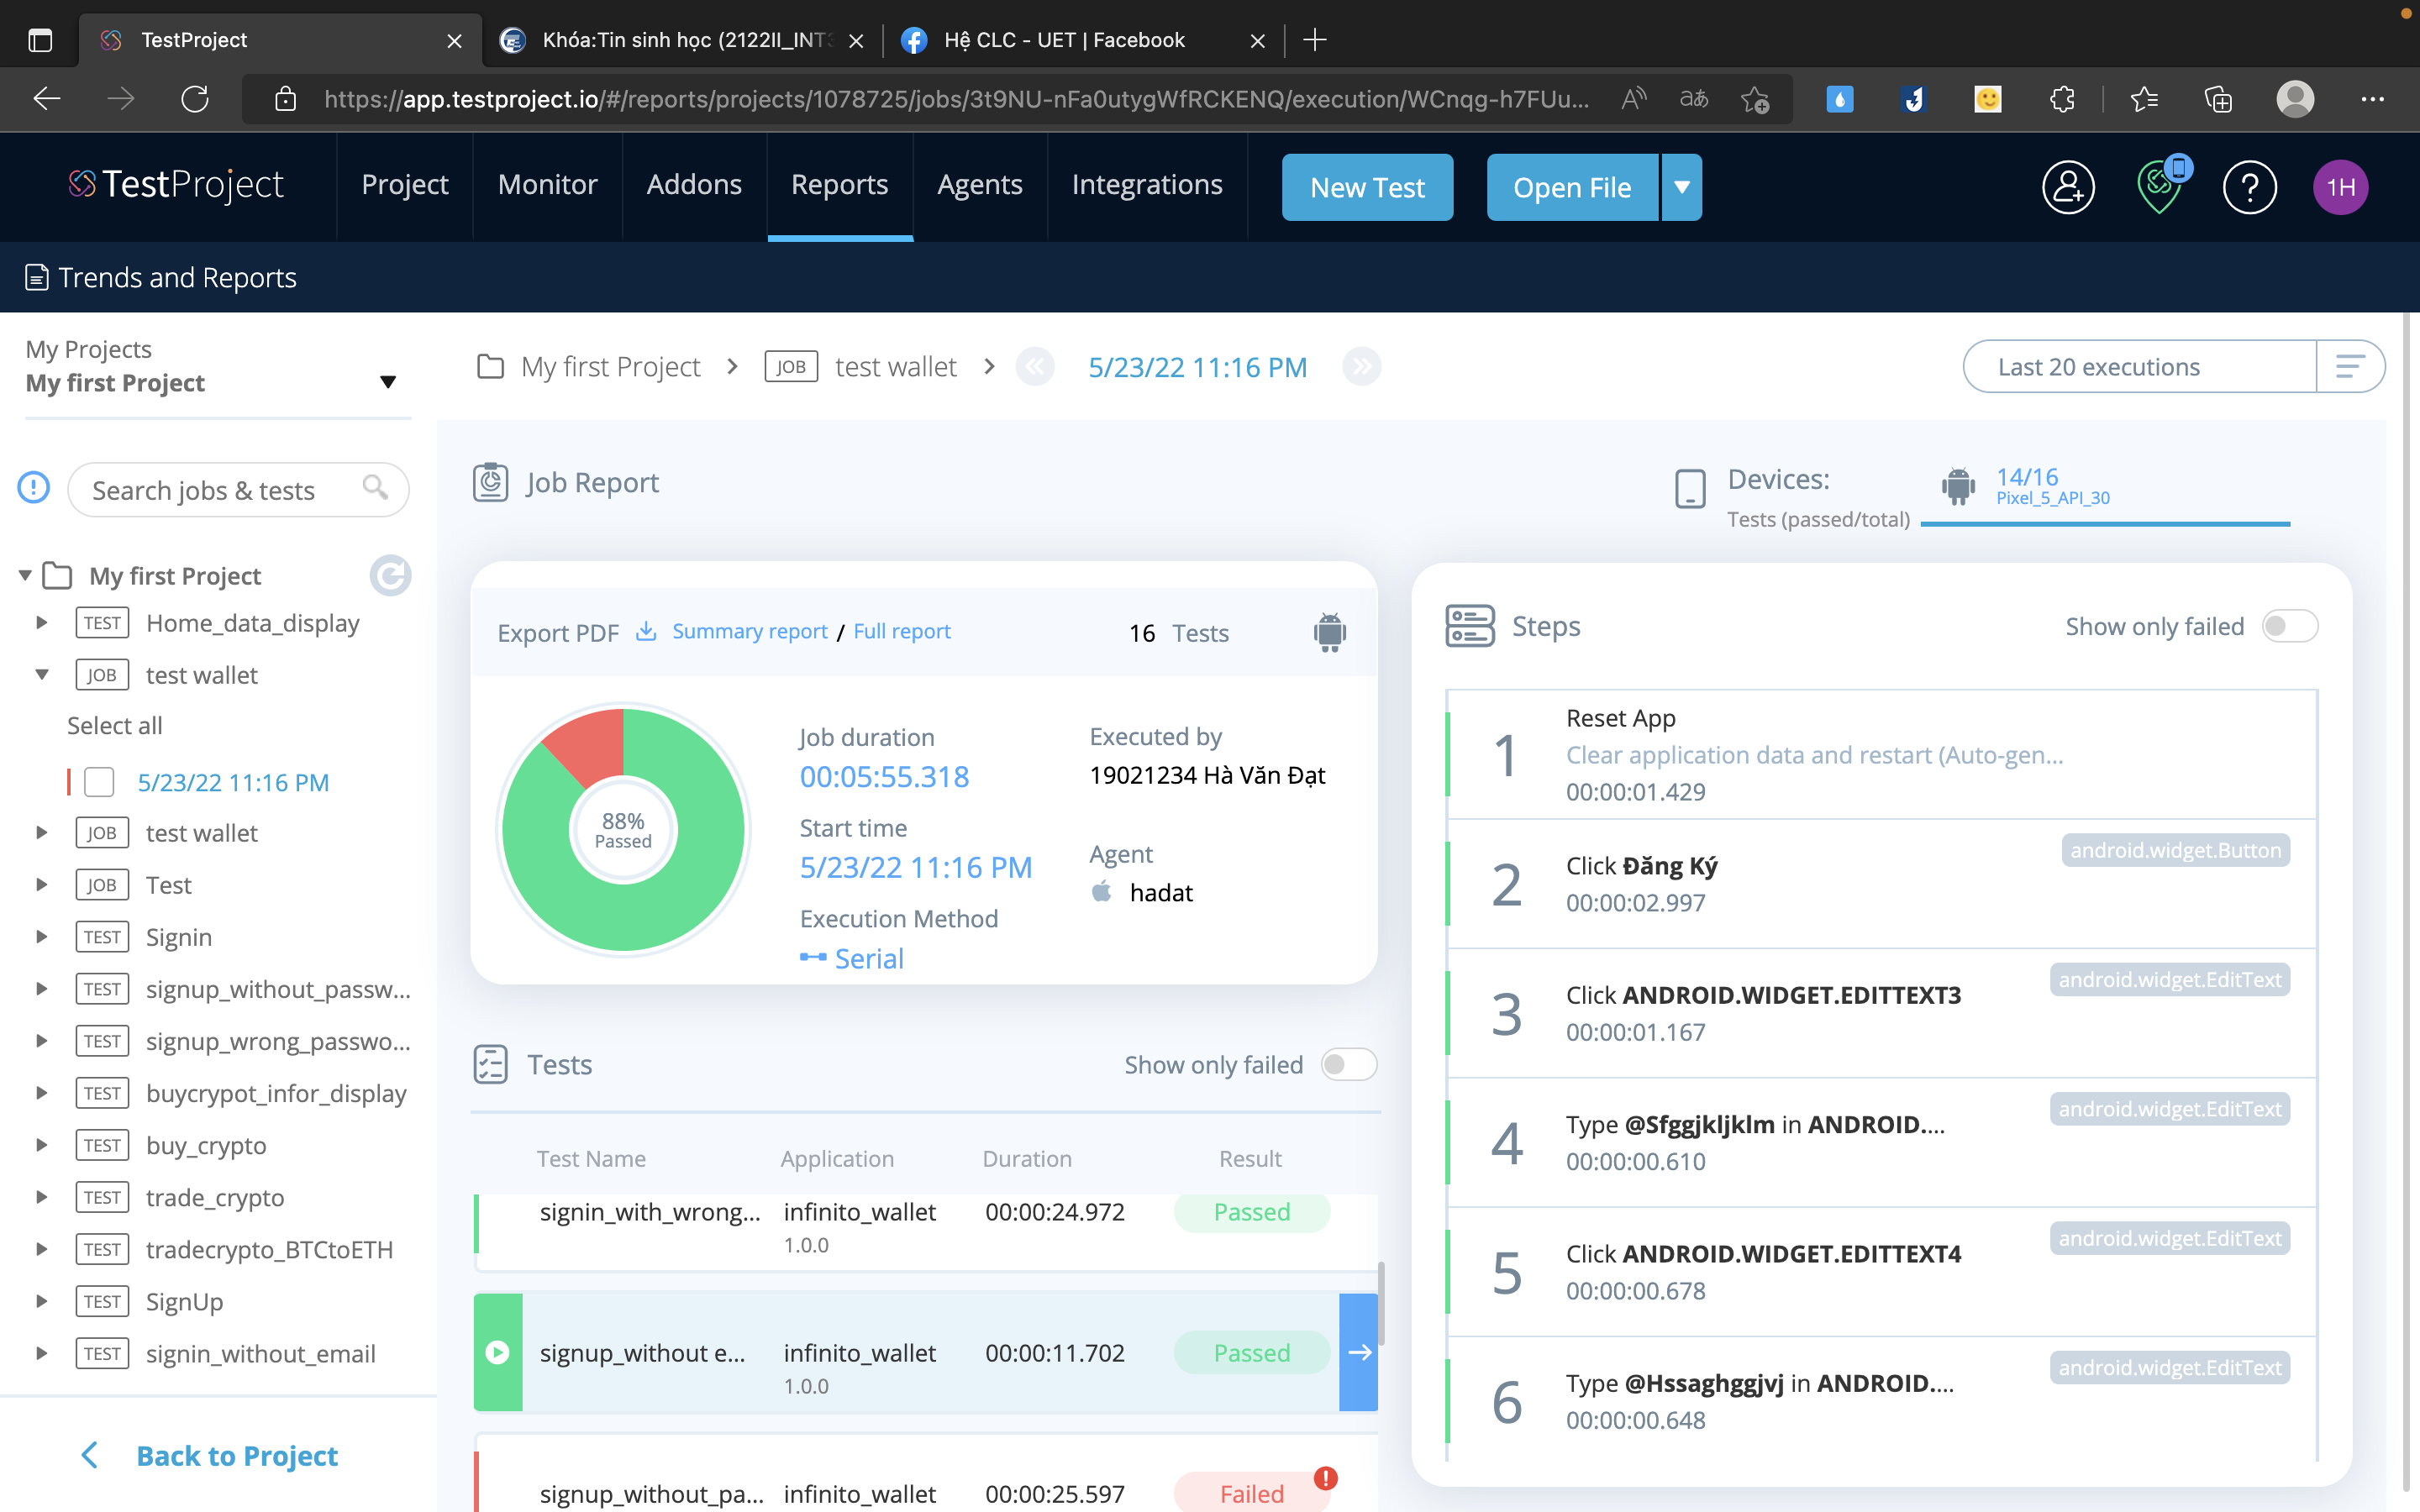 TestProject
Khóa:Tin sinh học (2122II_INT3
Hệ CLC - UET | Facebook
https://app.testproject.io/#/reports/projects/1078725/jobs/3t9NU-nFa0utygWfRCKENQ/execution/WCnqg-h7FUu...
TestProject
Project
Monitor
Addons
Reports
Agents
Integrations
New Test
Open File
1H
Trends and Reports
My Projects
My first Project
Search jobs & tests
My first Project
TEST Home_data_display
JOB test wallet
Select all
5/23/22 11:16 PM
JOB test wallet
JOB Test
TEST Signin
TEST signup_without_passw...
TEST signup_wrong_passwo...
TEST buycrypot_infor_display
TEST buy_crypto
TEST trade_crypto
TEST tradecrypto_BTCtoETH
TEST SignUp
TEST signin_without_email
Back to Project
My first Project > JOB test wallet > 5/23/22 11:16 PM
Last 20 executions
Job Report
Devices:
Tests (passed/total)
14/16
Pixel_5_API_30
Export PDF Summary report / Full report
16 Tests
88%
Passed
Job duration
00:05:55.318
Start time
5/23/22 11:16 PM
Execution Method
Serial
Executed by
19021234 Hà Văn Đạt
Agent
hadat
Tests
Show only failed
Test Name Application Duration Result
signin_with_wrong... infinito_wallet 00:00:24.972 Passed
1.0.0
signup_without e... infinito_wallet 00:00:11.702 Passed
1.0.0
signup_without_pa... infinito_wallet 00:00:25.597 Failed
Steps
Show only failed
1
Reset App
Clear application data and restart (Auto-gen...
00:00:01.429
2
Click Đăng Ký
00:00:02.997
android.widget.Button
3
Click ANDROID.WIDGET.EDITTEXT3
00:00:01.167
android.widget.EditText
4
Type @Sfggjkljklm in ANDROID....
00:00:00.610
android.widget.EditText
5
Click ANDROID.WIDGET.EDITTEXT4
00:00:00.678
android.widget.EditText
6
Type @Hssaghggjvj in ANDROID....
00:00:00.648
android.widget.EditText